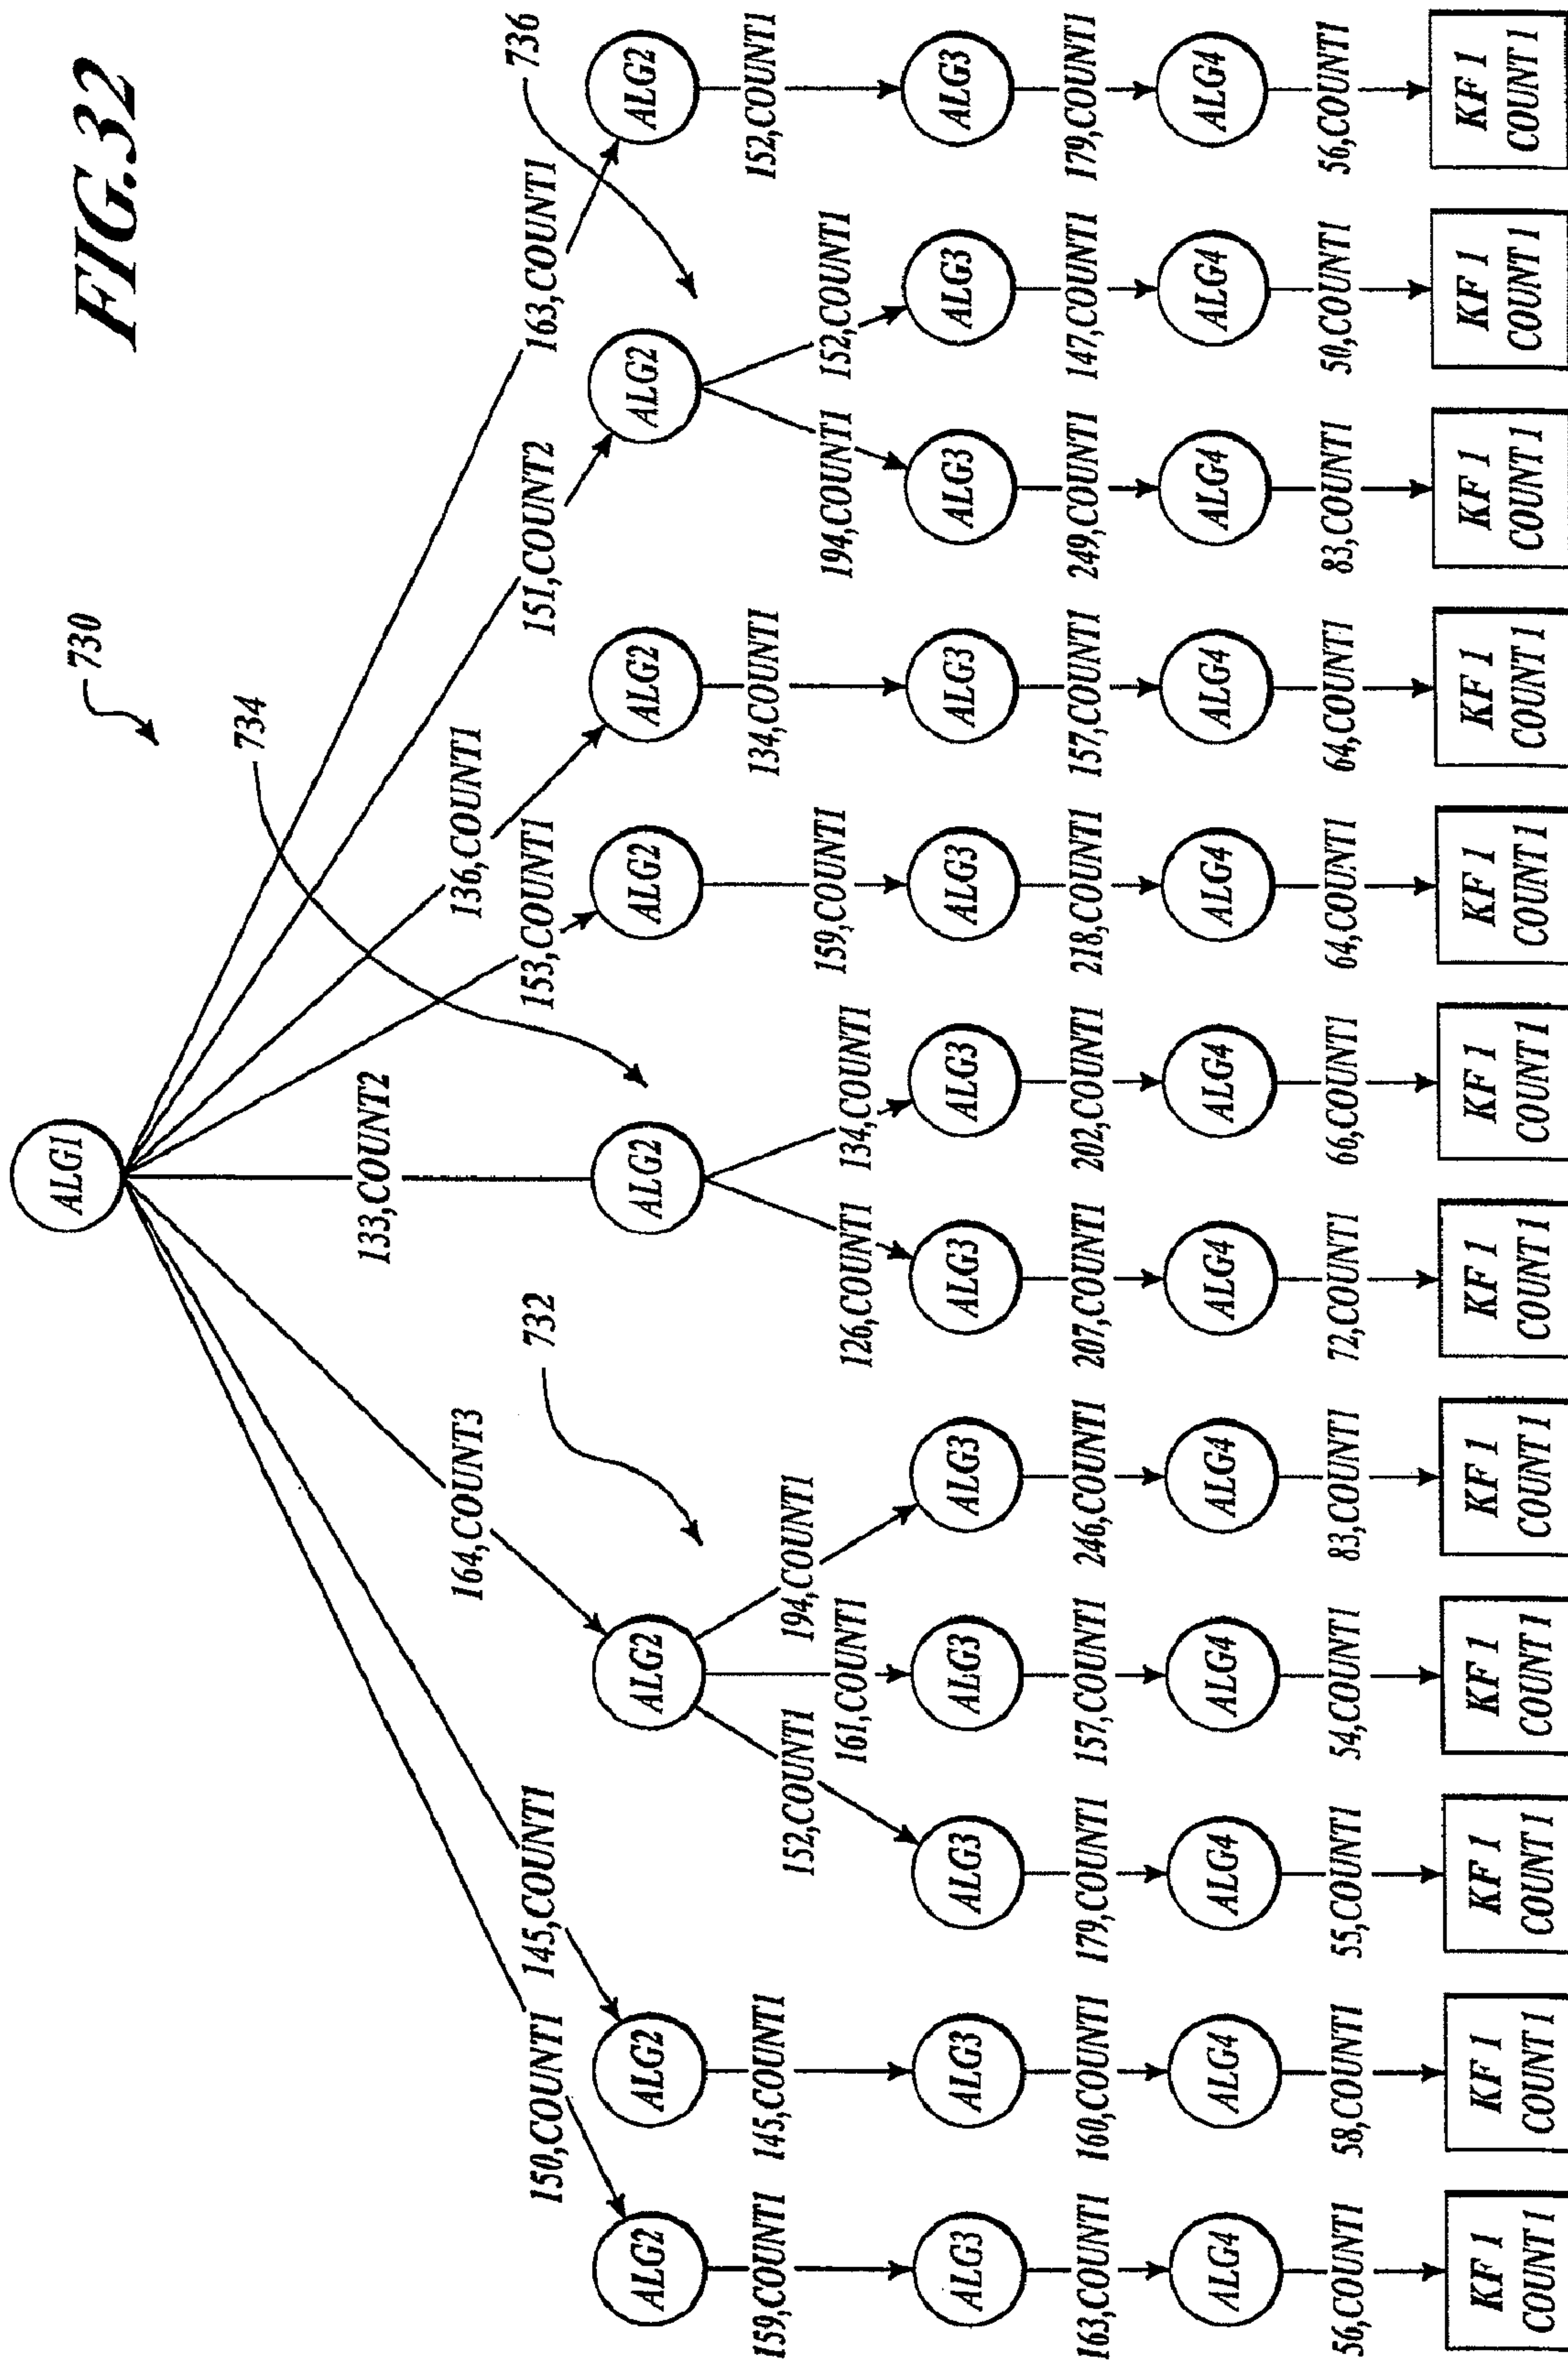 FIG.32
ALG1
730
734
133,COUNT2
164,COUNT3
136,COUNT1
163,COUNT1
150,COUNT1
145,COUNT1
732
153,COUNT1
151,COUNT2
736
ALG2
ALG2
ALG2
ALG2
ALG2
ALG2
ALG2
ALG2
159,COUNT1
145,COUNT1
152,COUNT1
161,COUNT1
194,COUNT1
126,COUNT1
134,COUNT1
159,COUNT1
134,COUNT1
194,COUNT1
152,COUNT1
152,COUNT1
ALG3
ALG3
ALG3
ALG3
ALG3
ALG3
ALG3
ALG3
ALG3
ALG3
ALG3
ALG3
163,COUNT1
160,COUNT1
179,COUNT1
157,COUNT1
246,COUNT1
207,COUNT1
202,COUNT1
218,COUNT1
157,COUNT1
249,COUNT1
147,COUNT1
179,COUNT1
ALG4
ALG4
ALG4
ALG4
ALG4
ALG4
ALG4
ALG4
ALG4
ALG4
ALG4
ALG4
56,COUNT1
58,COUNT1
55,COUNT1
54,COUNT1
83,COUNT1
72,COUNT1
66,COUNT1
64,COUNT1
64,COUNT1
83,COUNT1
50,COUNT1
56,COUNT1
KF 1
COUNT 1
KF 1
COUNT 1
KF 1
COUNT 1
KF 1
COUNT 1
KF 1
COUNT 1
KF 1
COUNT 1
KF 1
COUNT 1
KF 1
COUNT 1
KF 1
COUNT 1
KF 1
COUNT 1
KF 1
COUNT 1
KF 1
COUNT 1